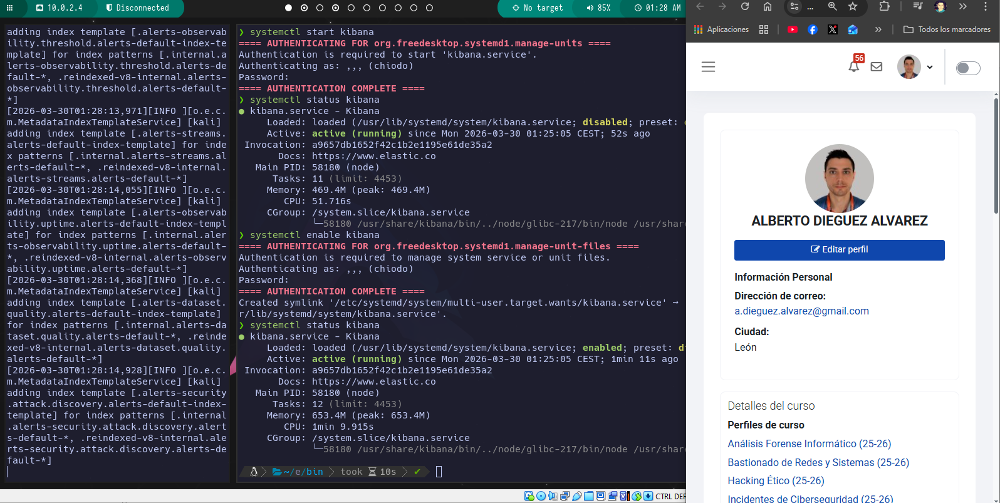 10.0.2.4
Disconnected
No target
85%
01:28 AM
adding index template [.alerts-observab
ility.threshold.alerts-default-index-te
mplate] for index patterns [.internal.a
lerts-observability.threshold.alerts-de
fault-*, .reindexed-v8-internal.alerts-
observability.threshold.alerts-default-
*]
[2026-03-30T01:28:13,971][INFO ][o.e.c.
m.MetadataIndexTemplateService] [kali]
adding index template [.alerts-streams.
alerts-default-index-template] for inde
x patterns [.internal.alerts-streams.al
erts-default-*, .reindexed-v8-internal.
alerts-streams.alerts-default-*]
[2026-03-30T01:28:14,055][INFO ][o.e.c.
m.MetadataIndexTemplateService] [kali]
adding index template [.alerts-observab
ility.uptime.alerts-default-index-templ
ate] for index patterns [.internal.aler
ts-observability.uptime.alerts-default-
*, .reindexed-v8-internal.alerts-observ
ability.uptime.alerts-default-*]
[2026-03-30T01:28:14,368][INFO ][o.e.c.
m.MetadataIndexTemplateService] [kali]
adding index template [.alerts-dataset.
quality.alerts-default-index-template]
for index patterns [.internal.alerts-da
taset.quality.alerts-default-*, .reinde
xed-v8-internal.alerts-dataset.quality.
alerts-default-*]
[2026-03-30T01:28:14,928][INFO ][o.e.c.
m.MetadataIndexTemplateService] [kali]
adding index template [.alerts-security
.attack.discovery.alerts-default-index-
template] for index patterns [.internal
.alerts-security.attack.discovery.alert
s-default-*, .reindexed-v8-internal.ale
rts-security.attack.discovery.alerts-de
fault-*]
❯ systemctl start kibana
==== AUTHENTICATING FOR org.freedesktop.systemd1.manage-units ====
Authentication is required to start 'kibana.service'.
Authenticating as: ,,, (chiodo)
Password:
==== AUTHENTICATION COMPLETE ====
❯ systemctl status kibana
● kibana.service - Kibana
Loaded: loaded (/usr/lib/systemd/system/kibana.service; disabled; preset:
Active: active (running) since Mon 2026-03-30 01:25:05 CEST; 52s ago
Invocation: a9657db1652f42c1b2e1195e61de35a2
Docs: https://www.elastic.co
Main PID: 58180 (node)
Tasks: 11 (limit: 4453)
Memory: 469.4M (peak: 469.4M)
CPU: 51.716s
CGroup: /system.slice/kibana.service
└─58180 /usr/share/kibana/bin/../node/glibc-217/bin/node /usr/shar
❯ systemctl enable kibana
==== AUTHENTICATING FOR org.freedesktop.systemd1.manage-unit-files ====
Authentication is required to manage system service or unit files.
Authenticating as: ,,, (chiodo)
Password:
==== AUTHENTICATION COMPLETE ====
Created symlink '/etc/systemd/system/multi-user.target.wants/kibana.service' →
r/lib/systemd/system/kibana.service'.
❯ systemctl status kibana
● kibana.service - Kibana
Loaded: loaded (/usr/lib/systemd/system/kibana.service; enabled; preset: d
Active: active (running) since Mon 2026-03-30 01:25:05 CEST; 1min 11s ago
Invocation: a9657db1652f42c1b2e1195e61de35a2
Docs: https://www.elastic.co
Main PID: 58180 (node)
Tasks: 12 (limit: 4453)
Memory: 653.4M (peak: 653.4M)
CPU: 1min 9.915s
CGroup: /system.slice/kibana.service
└─58180 /usr/share/kibana/bin/../node/glibc-217/bin/node /usr/shar
~/e/bin took 10s ✔
CTRL DER
...
Aplicaciones
Todos los marcadores
56
ALBERTO DIEGUEZ ALVAREZ
Editar perfil
Información Personal
Dirección de correo:
a.dieguez.alvarez@gmail.com
Ciudad:
León
Detalles del curso
Perfiles de curso
Análisis Forense Informático (25-26)
Bastionado de Redes y Sistemas (25-26)
Hacking Ético (25-26)
Incidentes de Ciberseguridad (25-26)